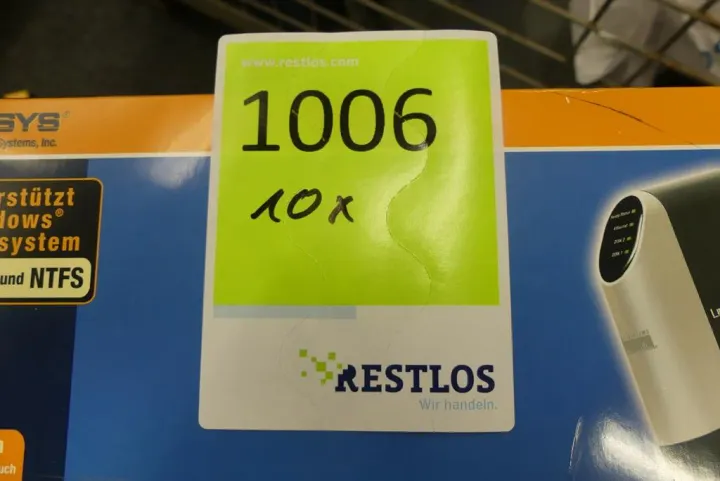 www.restlos.com
1006
10x
RESTLOS
Wir handeln.
SYS®
Systems, Inc.
rstützt
dows®
system
und NTFS